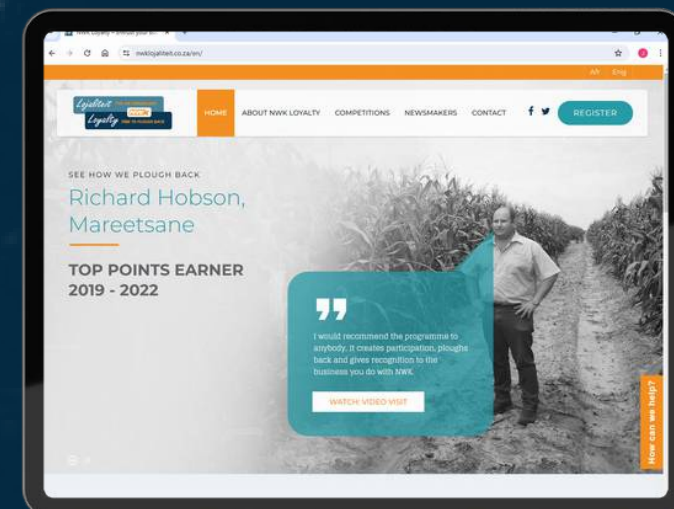 nwklojaliteit.co.za/en/
Afr Eng
Lojaliteit
Loyalty
HOME ABOUT NWK LOYALTY COMPETITIONS NEWSMAKERS CONTACT REGISTER
SEE HOW WE PLOUGH BACK
Richard Hobson,
Mareetsane
TOP POINTS EARNER
2019 - 2022
I would recommend the programme to
anybody. It creates participation, ploughs
back and gives recognition to the
business you do with NWK.
WATCH: VIDEO VISIT
How can we help?